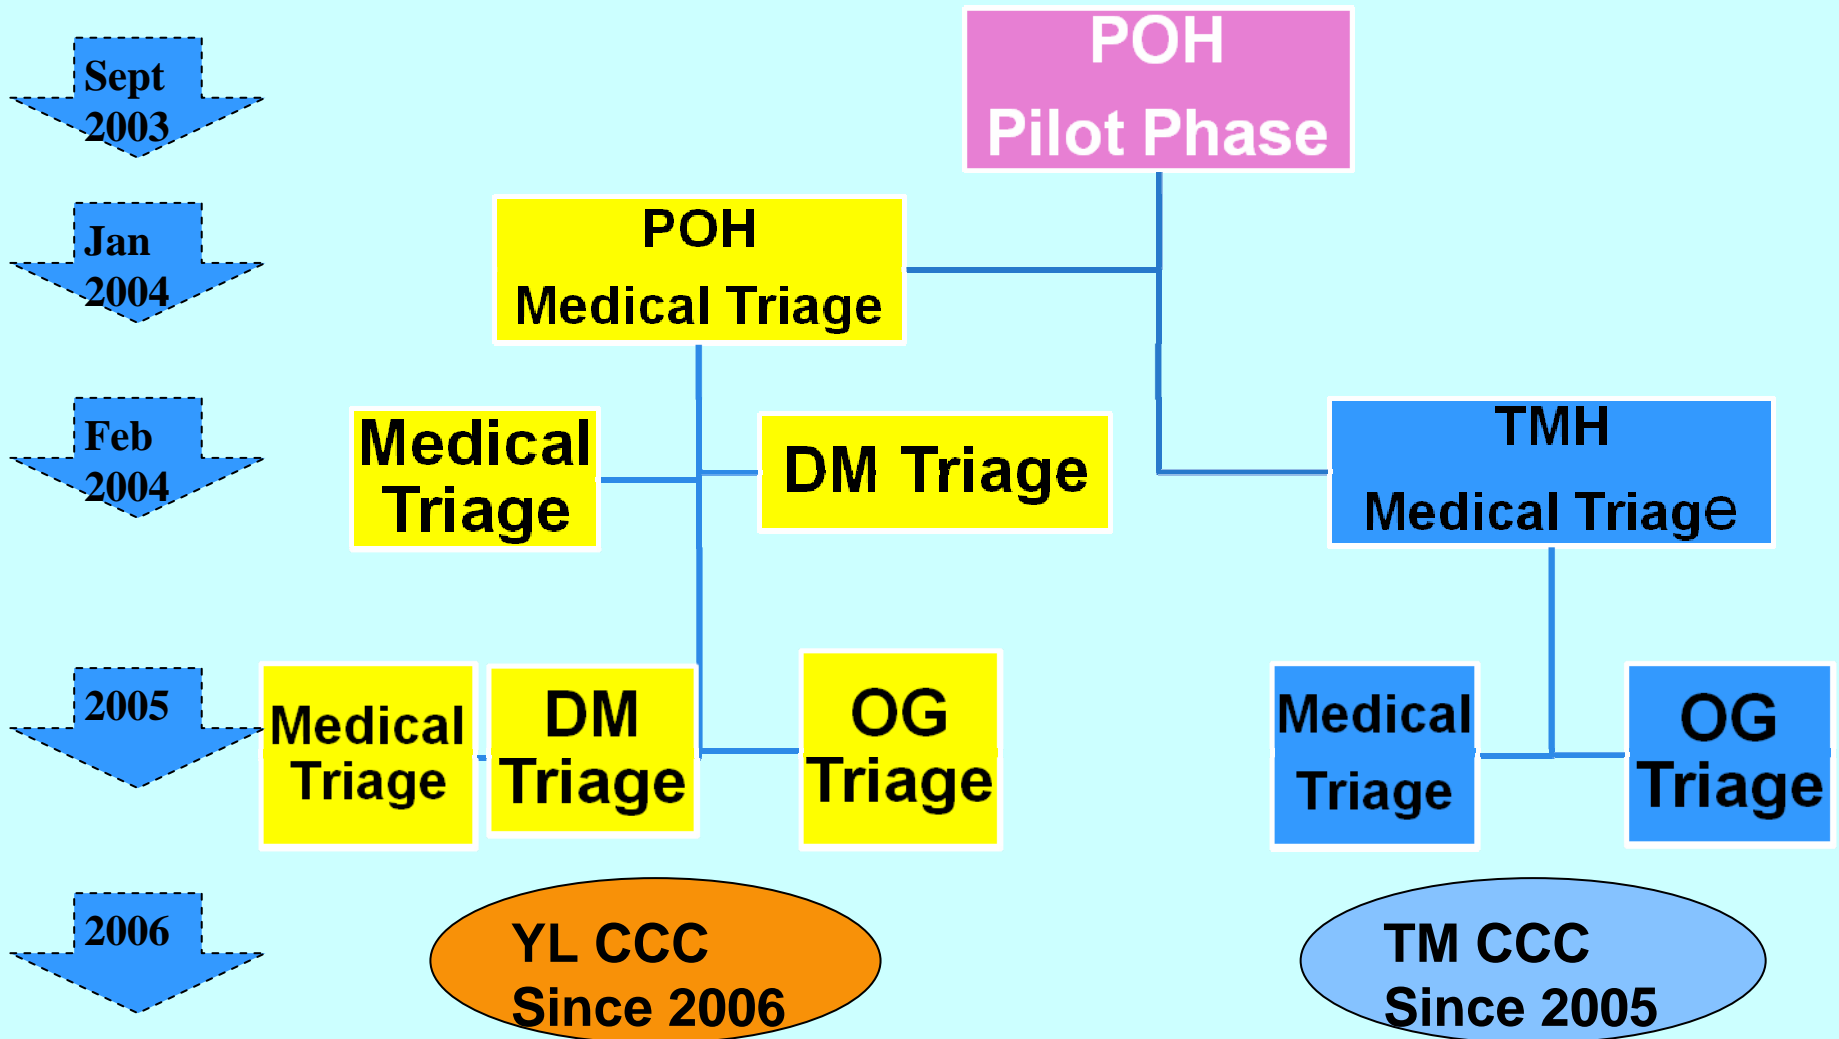 Sept
2003
POH
Pilot Phase
Jan
2004
POH
Medical Triage
Feb
2004
Medical
Triage
DM Triage
TMH
Medical Triage
2005
Medical
Triage
DM
Triage
OG
Triage
Medical
Triage
OG
Triage
2006
YL CCC
Since 2006
TM CCC
Since 2005